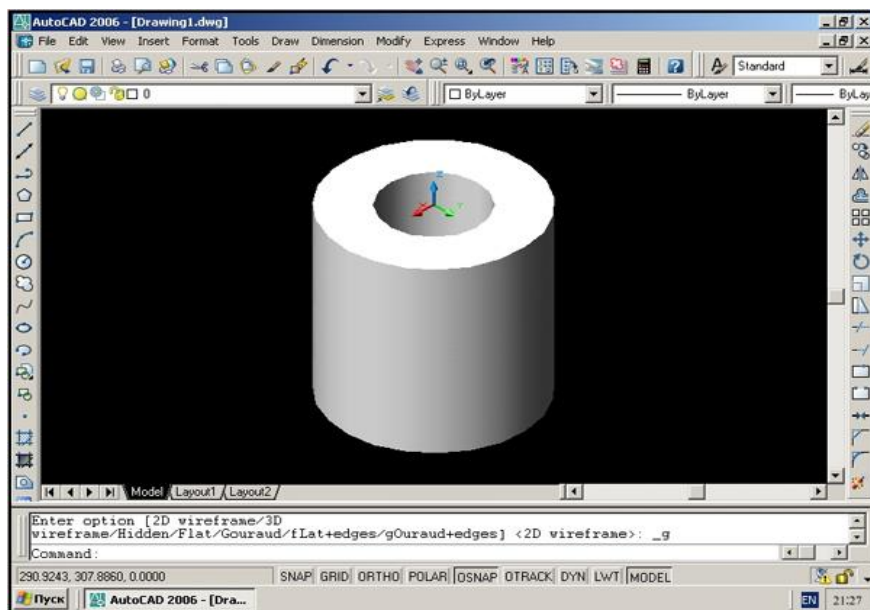 AutoCAD 2006 - [Drawing1.dwg]
File Edit View Insert Format Tools Draw Dimension Modify Express Window Help
Standard
0 ByLayer ByLayer ByLay
Z
Model Layout1 Layout2
Enter option [2D wireframe/3D
wireframe/Hidden/Flat/Gouraud/fLat+edges/gOuraud+edges] <2D wireframe>: _g
Command:
290.9243, 307.8860, 0.0000 SNAP GRID ORTHO POLAR OSNAP OTRACK DYN LWT MODEL
Пуск AutoCAD 2006 - [Dra... EN 21:27